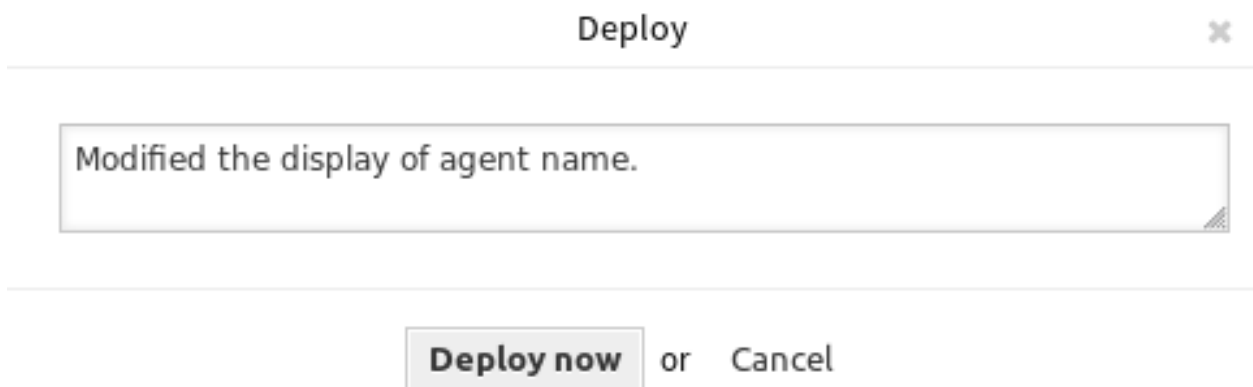 Deploy
Modified the display of agent name.
Deploy now or Cancel